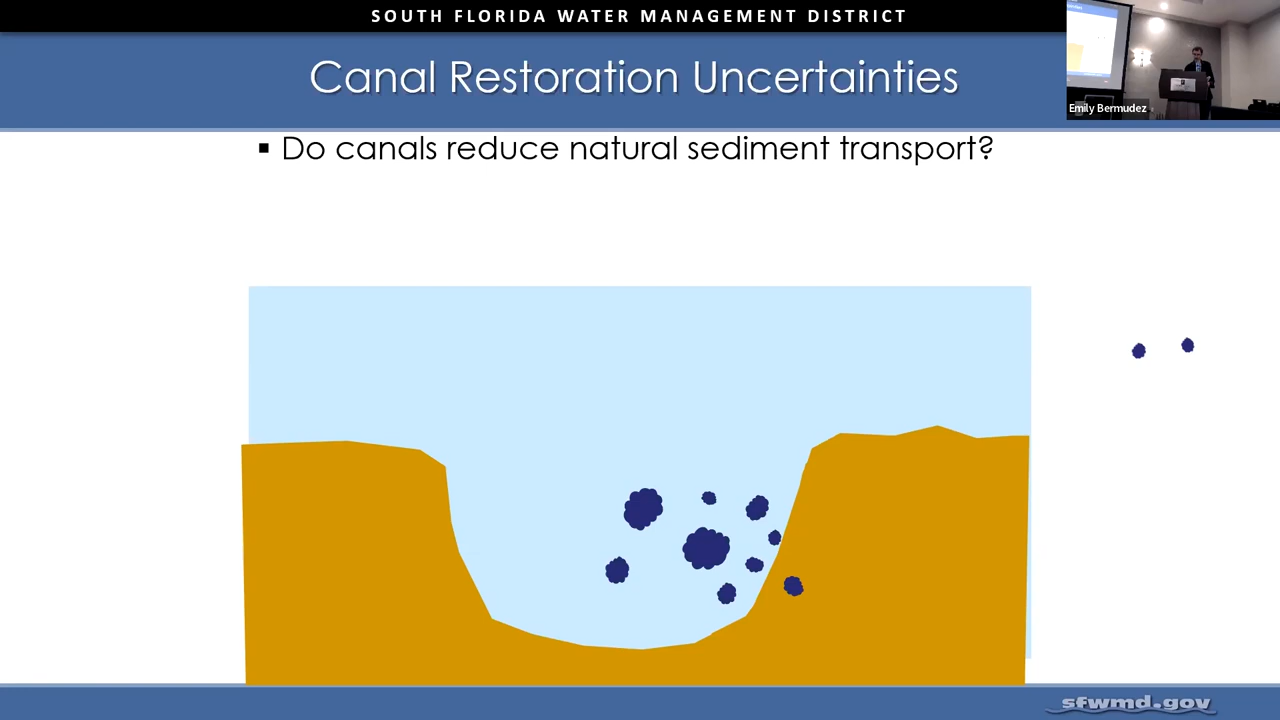 SOUTH FLORIDA WATER MANAGEMENT DISTRICT
Canal Restoration Uncertainties
Emily Bermudez
▪ Do canals reduce natural sediment transport?
sfwmd.gov